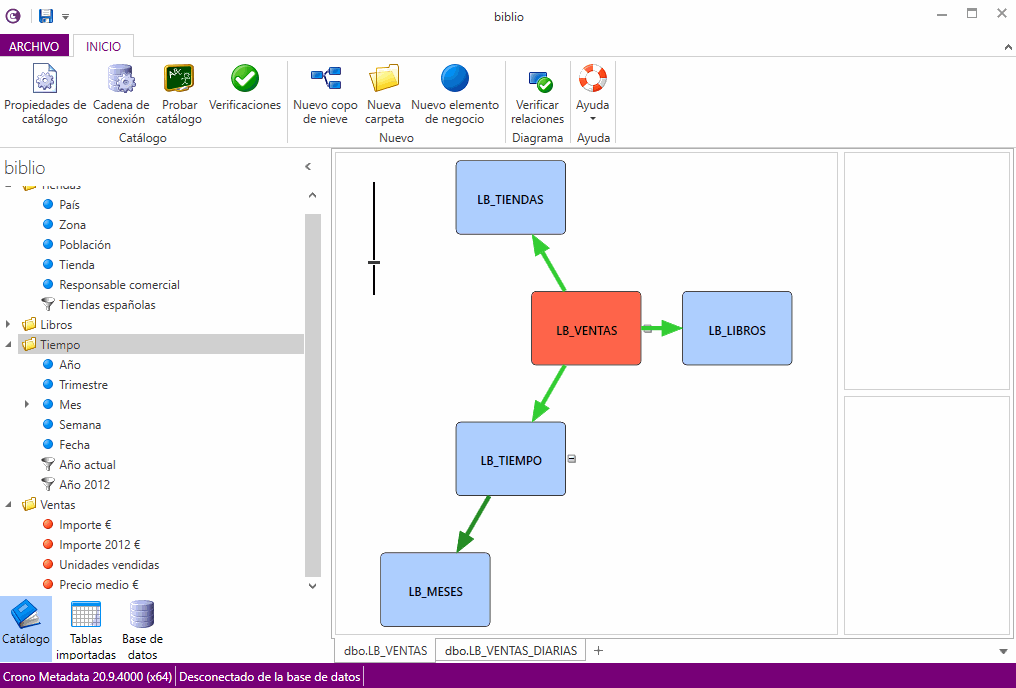 biblio
ARCHIVO
INICIO
Propiedades de catálogo
Cadena de conexión
Probar catálogo
Verificaciones
Catálogo
Nuevo copo de nieve
Nueva carpeta
Nuevo elemento de negocio
Nuevo
Verificar relaciones
Diagrama
Ayuda
Ayuda
biblio
Tiendas
País
Zona
Población
Tienda
Responsable comercial
Tiendas españolas
Libros
Tiempo
Año
Trimestre
Mes
Semana
Fecha
Año actual
Año 2012
Ventas
Importe €
Importe 2012 €
Unidades vendidas
Precio medio €
Catálogo
Tablas importadas
Base de datos
LB_TIENDAS
LB_VENTAS
LB_LIBROS
LB_TIEMPO
LB_MESES
dbo.LB_VENTAS
dbo.LB_VENTAS_DIARIAS
+
Crono Metadata 20.9.4000 (x64)
Desconectado de la base de datos